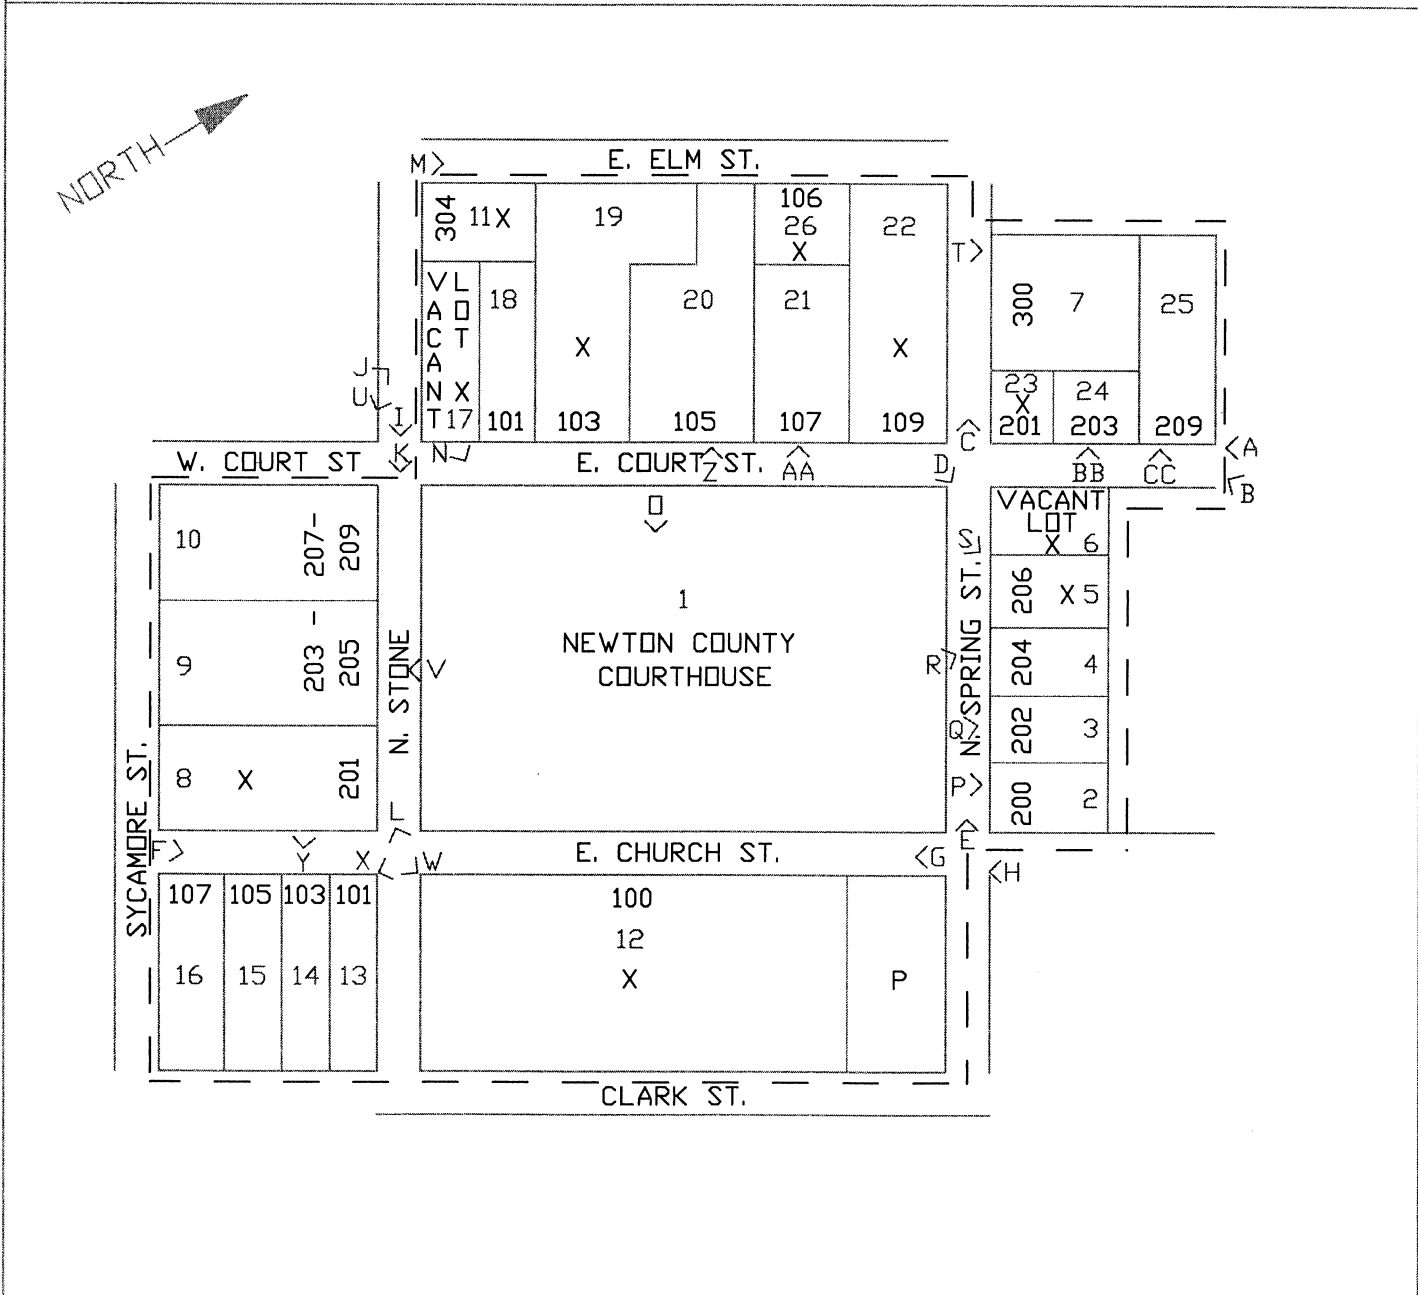 NORTH
M
E. ELM ST.
304
11 X
19
106
26
X
22
T
300
7
25
VACANT
LOT
X
17
18
101
X
103
20
105
21
107
X
109
23
X
201
24
203
209
J
U
I
K
N
C
A
W. COURT ST
E. COURT ST.
Z
AA
D
BB
CC
B
10
207-
209
O
S
VACANT
LOT
X 6
206
X 5
9
203 -
205
N. STONE
V
1
NEWTON COUNTY
COURTHOUSE
R
N. SPRING ST.
204
4
Q
202
3
8
X
201
P
200
2
SYCAMORE ST.
L
F
Y
X
W
E. CHURCH ST.
G
E
H
107
105
103
101
100
12
X
P
16
15
14
13
CLARK ST.